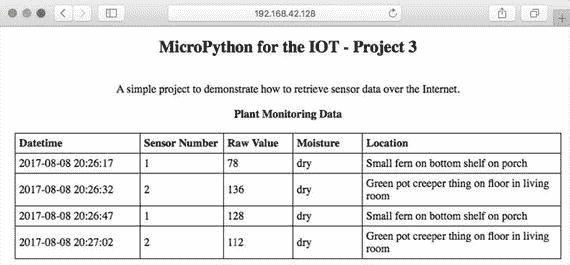 192.168.42.128
MicroPython for the IOT - Project 3
A simple project to demonstrate how to retrieve sensor data over the Internet.
Plant Monitoring Data
Datetime Sensor Number Raw Value Moisture Location
2017-08-08 20:26:17 1 78 dry Small fern on bottom shelf on porch
2017-08-08 20:26:32 2 136 dry Green pot creeper thing on floor in living
room
2017-08-08 20:26:47 1 128 dry Small fern on bottom shelf on porch
2017-08-08 20:27:02 2 112 dry Green pot creeper thing on floor in living
room